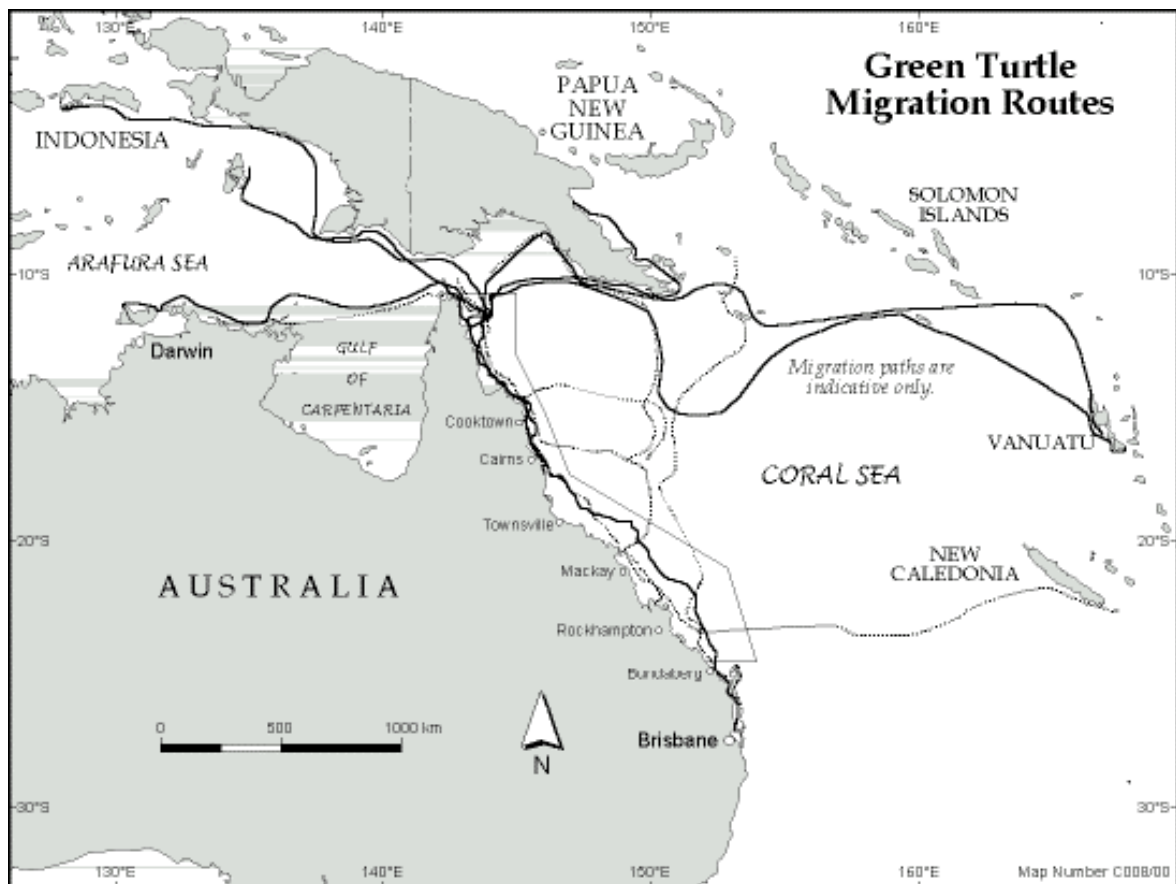 130°E
140°E
150°E
160°E
Green Turtle
Migration Routes
PAPUA
NEW
GUINEA
INDONESIA
SOLOMON
ISLANDS
ARAFURA SEA
10°S
10°S
Darwin
GULF
OF
CARPENTARIA
Migration paths are
indicative only.
Cooktown
VANUATU
Cairns
CORAL SEA
Townsville
20°S
20°S
NEW
CALEDONIA
Mackay
AUSTRALIA
Rockhampton
Bundaberg
0
500
1000 km
Brisbane
N
30°S
30°S
130°E
140°E
150°E
160°E
Map Number C008/00